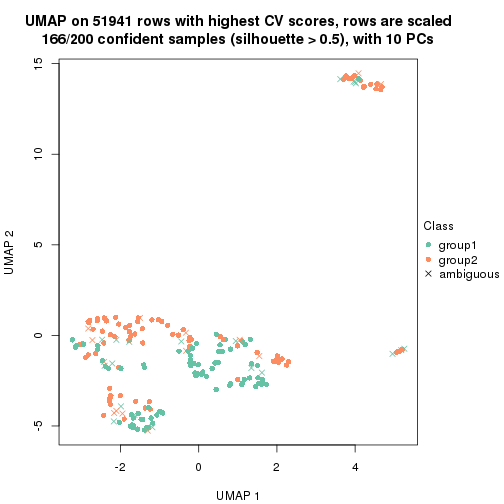 UMAP on 51941 rows with highest CV scores, rows are scaled
166/200 confident samples (silhouette > 0.5), with 10 PCs
15
10
5
0
-5
UMAP 2
-2
0
2
4
UMAP 1
Class
group1
group2
ambiguous